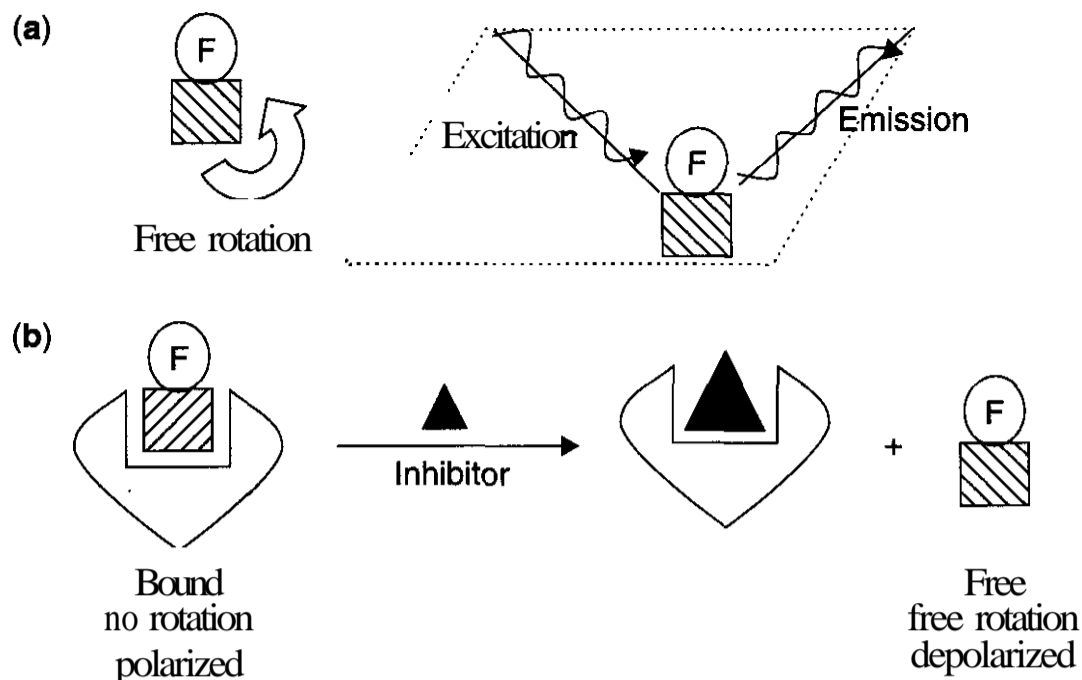 (a)
F
Free rotation
Excitation
F
Emission
(b)
F
Inhibitor
+
F
Bound
no rotation
polarized
Free
free rotation
depolarized